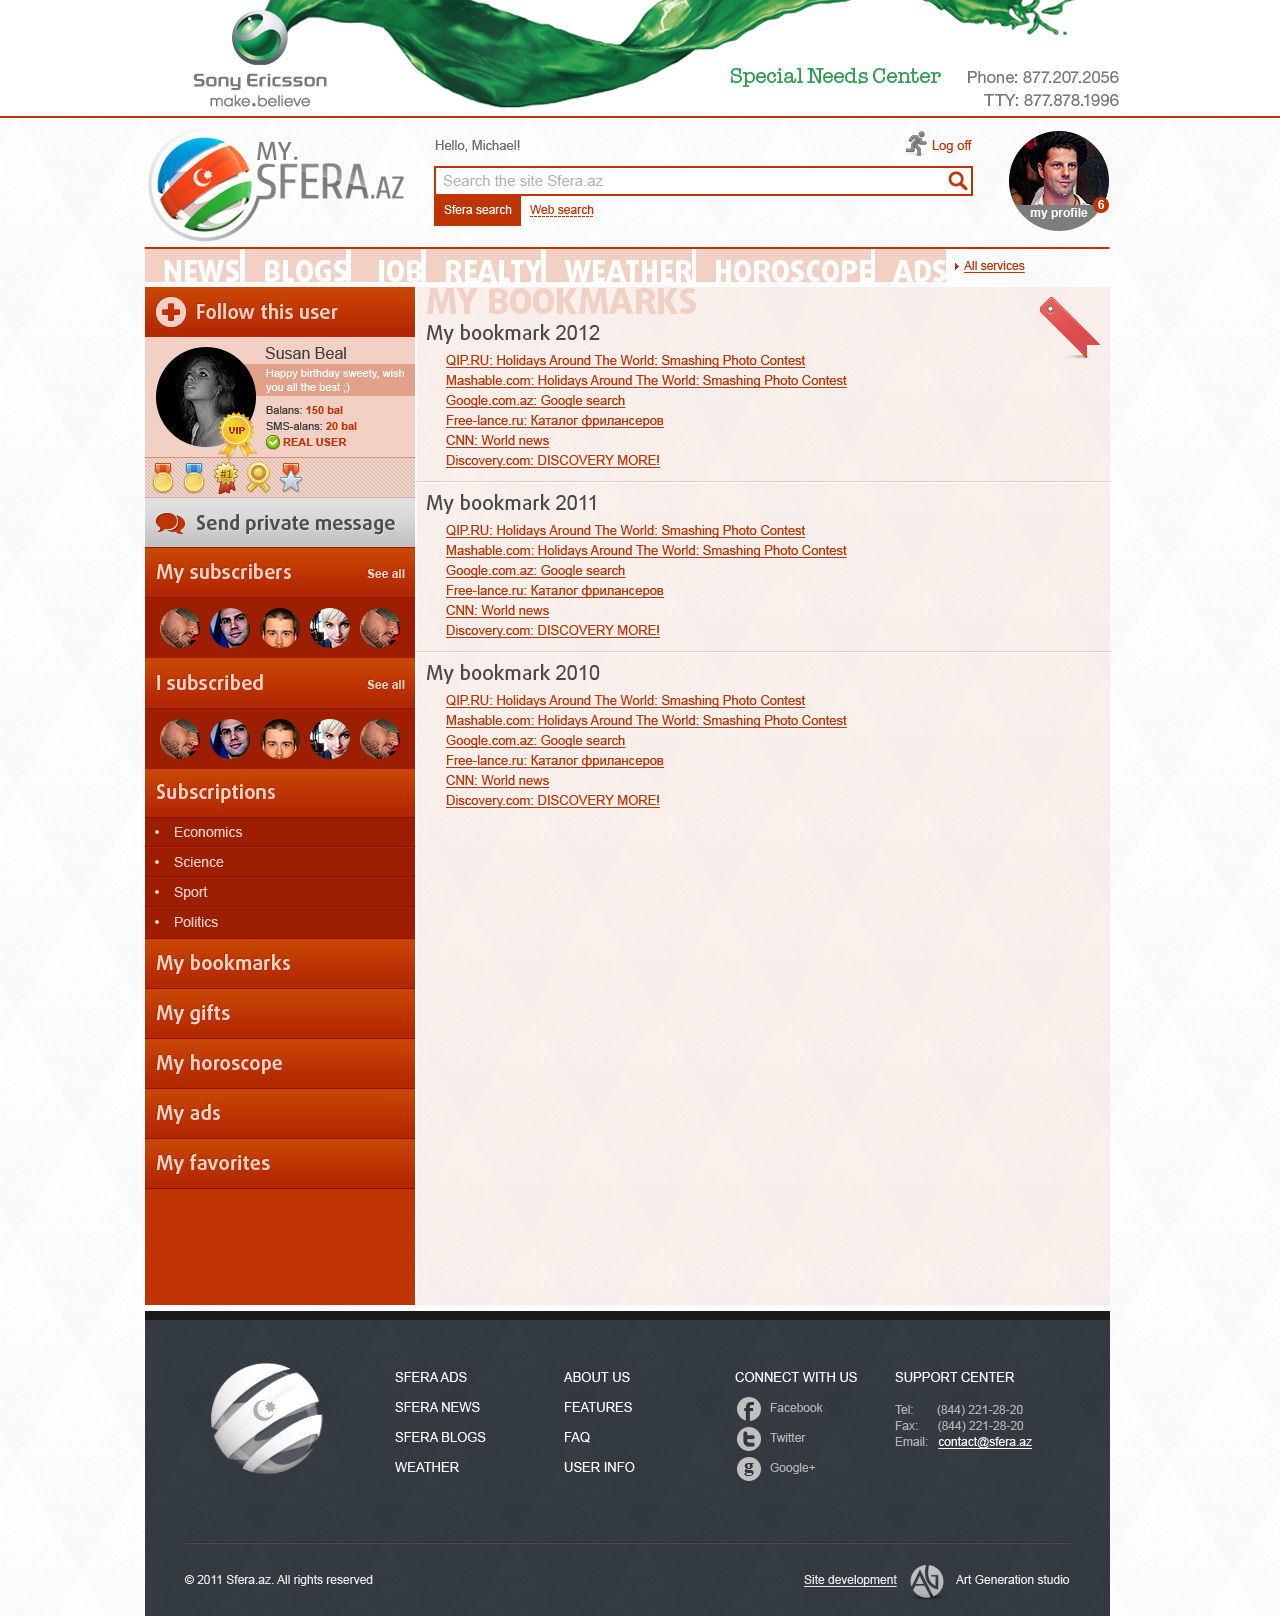 Sony Ericsson
make.believe
Special Needs Center
Phone: 877.207.2056
TTY: 877.878.1996
MY.
SFERA.AZ
Hello, Michael!
Log off
Search the site Sfera.az
Sfera search
Web search
my profile
6
NEWS
BLOGS
JOB
REALTY
WEATHER
HOROSCOPE
ADS
All services
Follow this user
Susan Beal
Happy birthday sweety, wish
you all the best ;)
Balans: 150 bal
SMS-alans: 20 bal
REAL USER
VIP
#1
Send private message
My subscribers
See all
I subscribed
See all
Subscriptions
• Economics
• Science
• Sport
• Politics
My bookmarks
My gifts
My horoscope
My ads
My favorites
MY BOOKMARKS
My bookmark 2012
QIP.RU: Holidays Around The World: Smashing Photo Contest
Mashable.com: Holidays Around The World: Smashing Photo Contest
Google.com.az: Google search
Free-lance.ru: Каталог фрилансеров
CNN: World news
Discovery.com: DISCOVERY MORE!
My bookmark 2011
QIP.RU: Holidays Around The World: Smashing Photo Contest
Mashable.com: Holidays Around The World: Smashing Photo Contest
Google.com.az: Google search
Free-lance.ru: Каталог фрилансеров
CNN: World news
Discovery.com: DISCOVERY MORE!
My bookmark 2010
QIP.RU: Holidays Around The World: Smashing Photo Contest
Mashable.com: Holidays Around The World: Smashing Photo Contest
Google.com.az: Google search
Free-lance.ru: Каталог фрилансеров
CNN: World news
Discovery.com: DISCOVERY MORE!
SFERA ADS
SFERA NEWS
SFERA BLOGS
WEATHER
ABOUT US
FEATURES
FAQ
USER INFO
CONNECT WITH US
Facebook
Twitter
Google+
SUPPORT CENTER
Tel: (844) 221-28-20
Fax: (844) 221-28-20
Email: contact@sfera.az
© 2011 Sfera.az. All rights reserved
Site development
AG
Art Generation studio